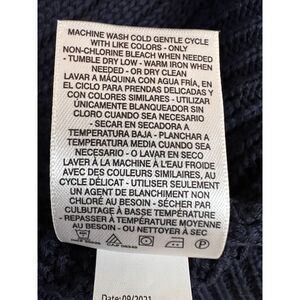 MACHINE WASH COLD GENTLE CYCLE
WITH LIKE COLORS - ONLY
NON-CHLORINE BLEACH WHEN NEEDED
- TUMBLE DRY LOW - WARM IRON WHEN
NEEDED - OR DRY CLEAN
LAVAR A MÁQUINA CON AGUA FRÍA, EN
EL CICLO PARA PRENDAS DELICADAS Y
CON COLORES SIMILARES - UTILIZAR
ÚNICAMENTE BLANQUEADOR SIN
CLORO CUANDO SEA NECESARIO
- SECAR EN SECADORA A
TEMPERATURA BAJA - PLANCHAR A
TEMPERATURA MEDIA CUANDO SEA
NECESARIO - O LAVAR EN SECO
LAVER À LA MACHINE À L'EAU FROIDE
AVEC DES COULEURS SIMILAIRES, AU
CYCLE DÉLICAT - UTILISER SEULEMENT
UN AGENT DE BLANCHIMENT NON
CHLORÉ AU BESOIN - SÉCHER PAR
CULBUTAGE À BASSE TEMPÉRATURE
- REPASSER À TEMPÉRATURE MOYENNE
AU BESOIN - OU NETTOYER À SEC
P
Date:09/2021